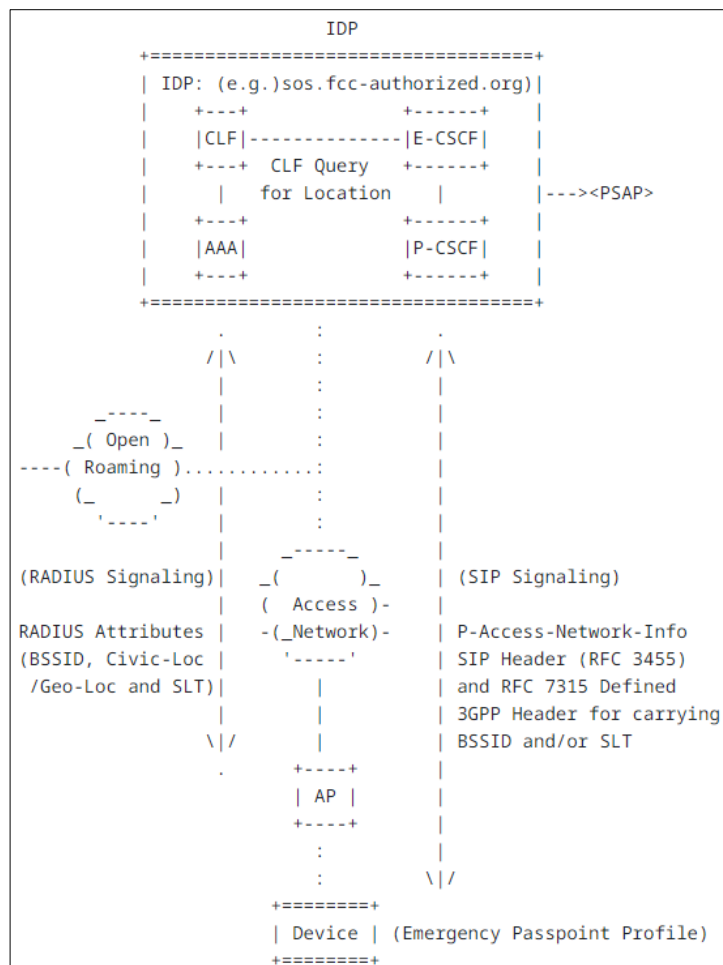 IDP
IDP: (e.g.)sos.fcc-authorized.org)
CLF E-CSCF
CLF Query
for Location <PSAP>
AAA P-CSCF
( Open )
( Roaming )
(RADIUS Signaling) (SIP Signaling)
( Access )
RADIUS Attributes (_Network) P-Access-Network-Info
(BSSID, Civic-Loc SIP Header (RFC 3455)
/Geo-Loc and SLT) and RFC 7315 Defined
3GPP Header for carrying
BSSID and/or SLT
AP
Device (Emergency Passpoint Profile)